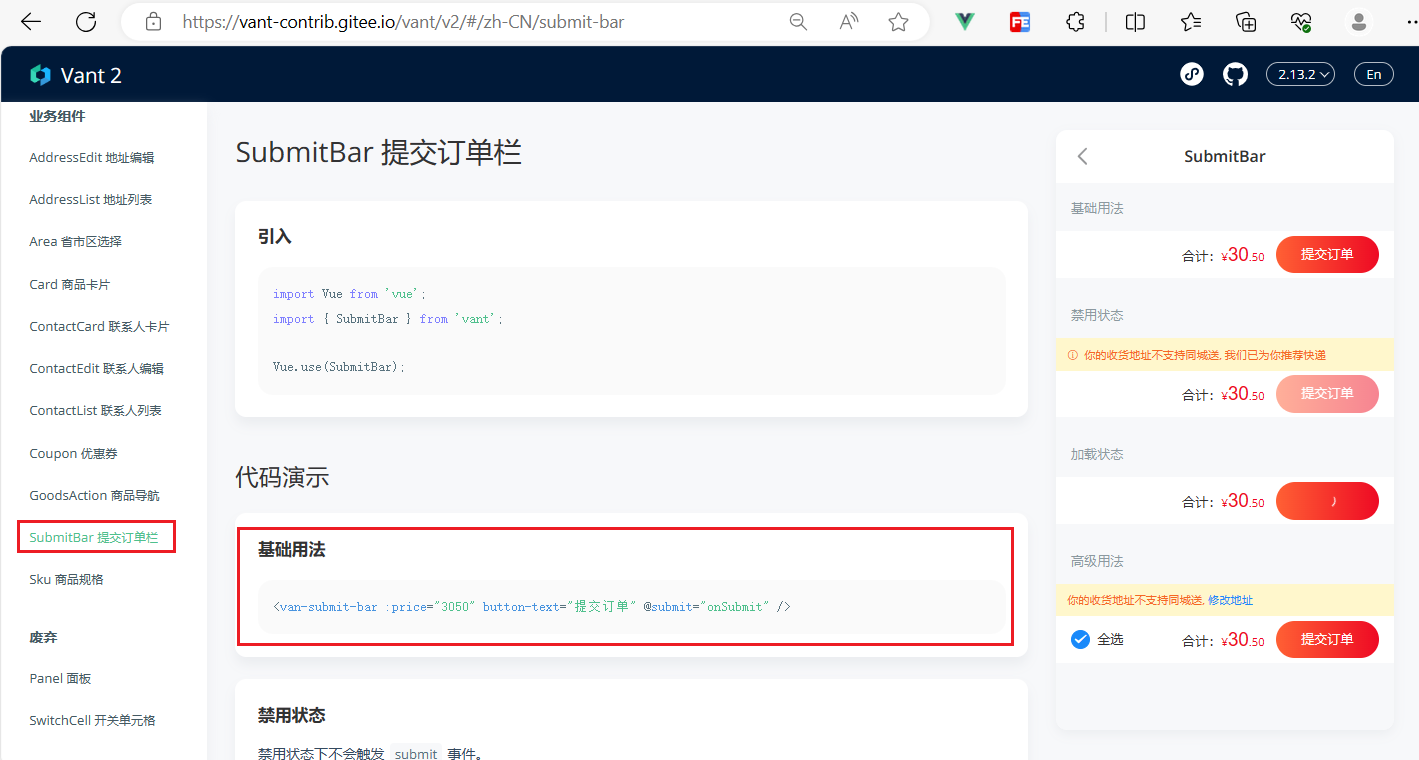 https://vant-contrib.gitee.io/vant/v2/#/zh-CN/submit-bar
Vant 2
2.13.2
En
业务组件
AddressEdit 地址编辑
AddressList 地址列表
Area 省市区选择
Card 商品卡片
ContactCard 联系人卡片
ContactEdit 联系人编辑
ContactList 联系人列表
Coupon 优惠券
GoodsAction 商品导航
SubmitBar 提交订单栏
Sku 商品规格
废弃
Panel 面板
SwitchCell 开关单元格
SubmitBar 提交订单栏
引入
import Vue from 'vue';
import { SubmitBar } from 'vant';
Vue.use(SubmitBar);
代码演示
基础用法
<van-submit-bar :price="3050" button-text="提交订单" @submit="onSubmit" />
禁用状态
禁用状态下不会触发 submit 事件。
SubmitBar
基础用法
合计：¥30.50 提交订单
禁用状态
你的收货地址不支持同城送, 我们已为你推荐快递
合计：¥30.50 提交订单
加载状态
合计：¥30.50
高级用法
你的收货地址不支持同城送, 修改地址
全选 合计：¥30.50 提交订单